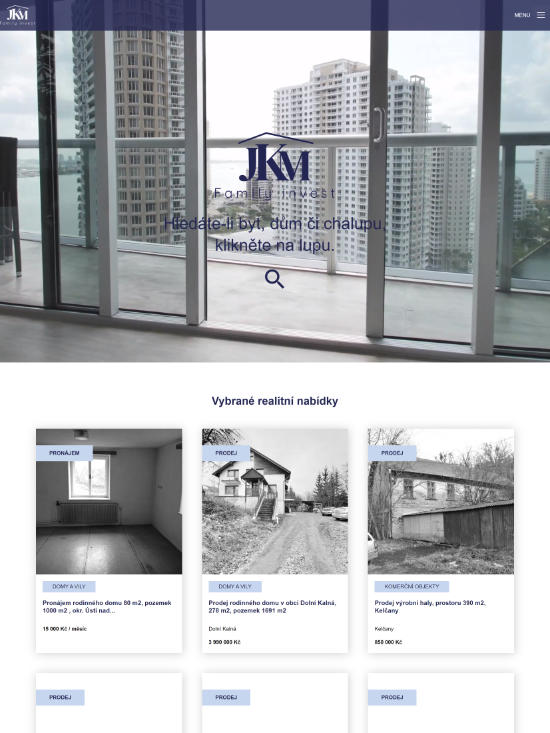 JKM
Family invest
MENU
JKM
Family invest
Hledáte-li byt, dům či chalupu,
klikněte na lupu.
Vybrané realitní nabídky
PRONÁJEM
PRODEJ
PRODEJ
DOMY A VILY
Pronájem rodinného domu 80 m2, pozemek
1000 m2 , okr. Ústí nad...
15 000 Kč / měsíc
DOMY A VILY
Prodej rodinného domu v obci Dolní Kalná,
278 m2, pozemek 1691 m2
Dolní Kalná
3 990 000 Kč
KOMERČNÍ OBJEKTY
Prodej výrobní haly, prostoru 390 m2,
Kelčany
Kelčany
850 000 Kč
PRODEJ
PRODEJ
PRODEJ